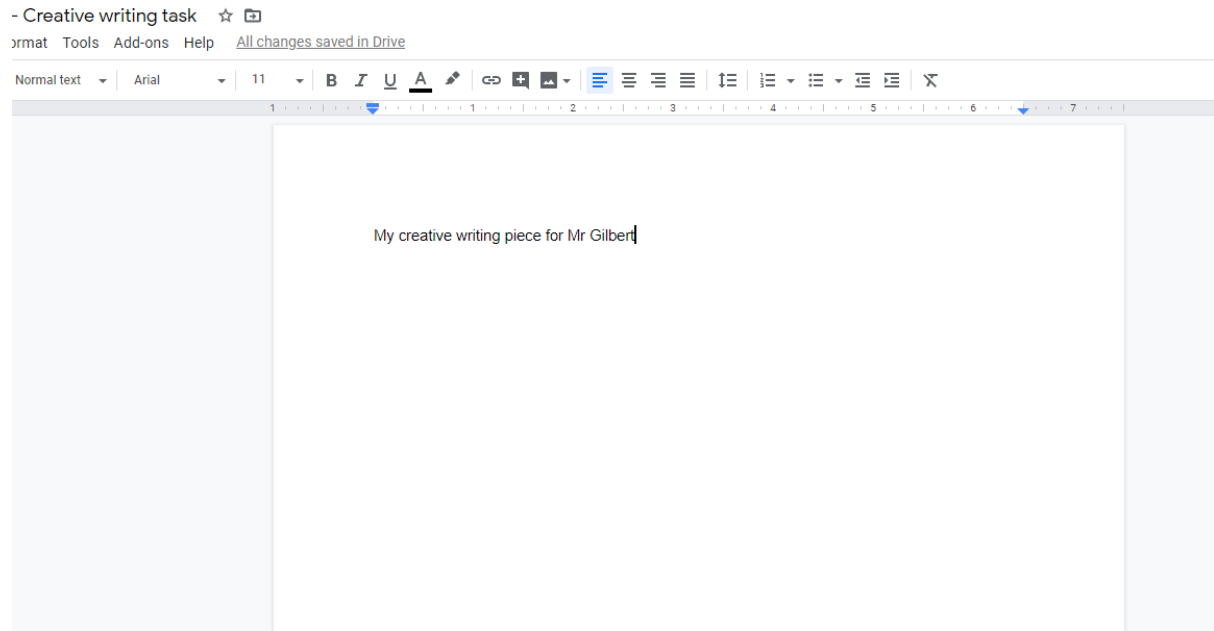 - Creative writing task
ormat Tools Add-ons Help All changes saved in Drive
Normal text Arial 11 B I U A
1 1 2 3 4 5 6 7
My creative writing piece for Mr Gilbert